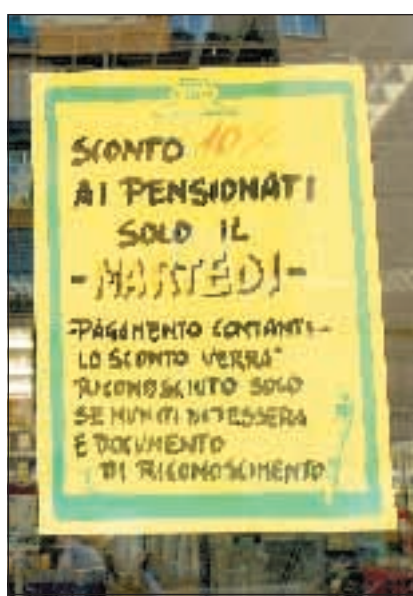 SCONTO 10%
AI PENSIONATI
SOLO IL
-MARTEDI-
-PAGAMENTO CONTANTI-
LO SCONTO VERRA'
RICONOSCIUTO SOLO
SE MUNITI DI TESSERA
E DOCUMENTO
DI RICONOSCIMENTO